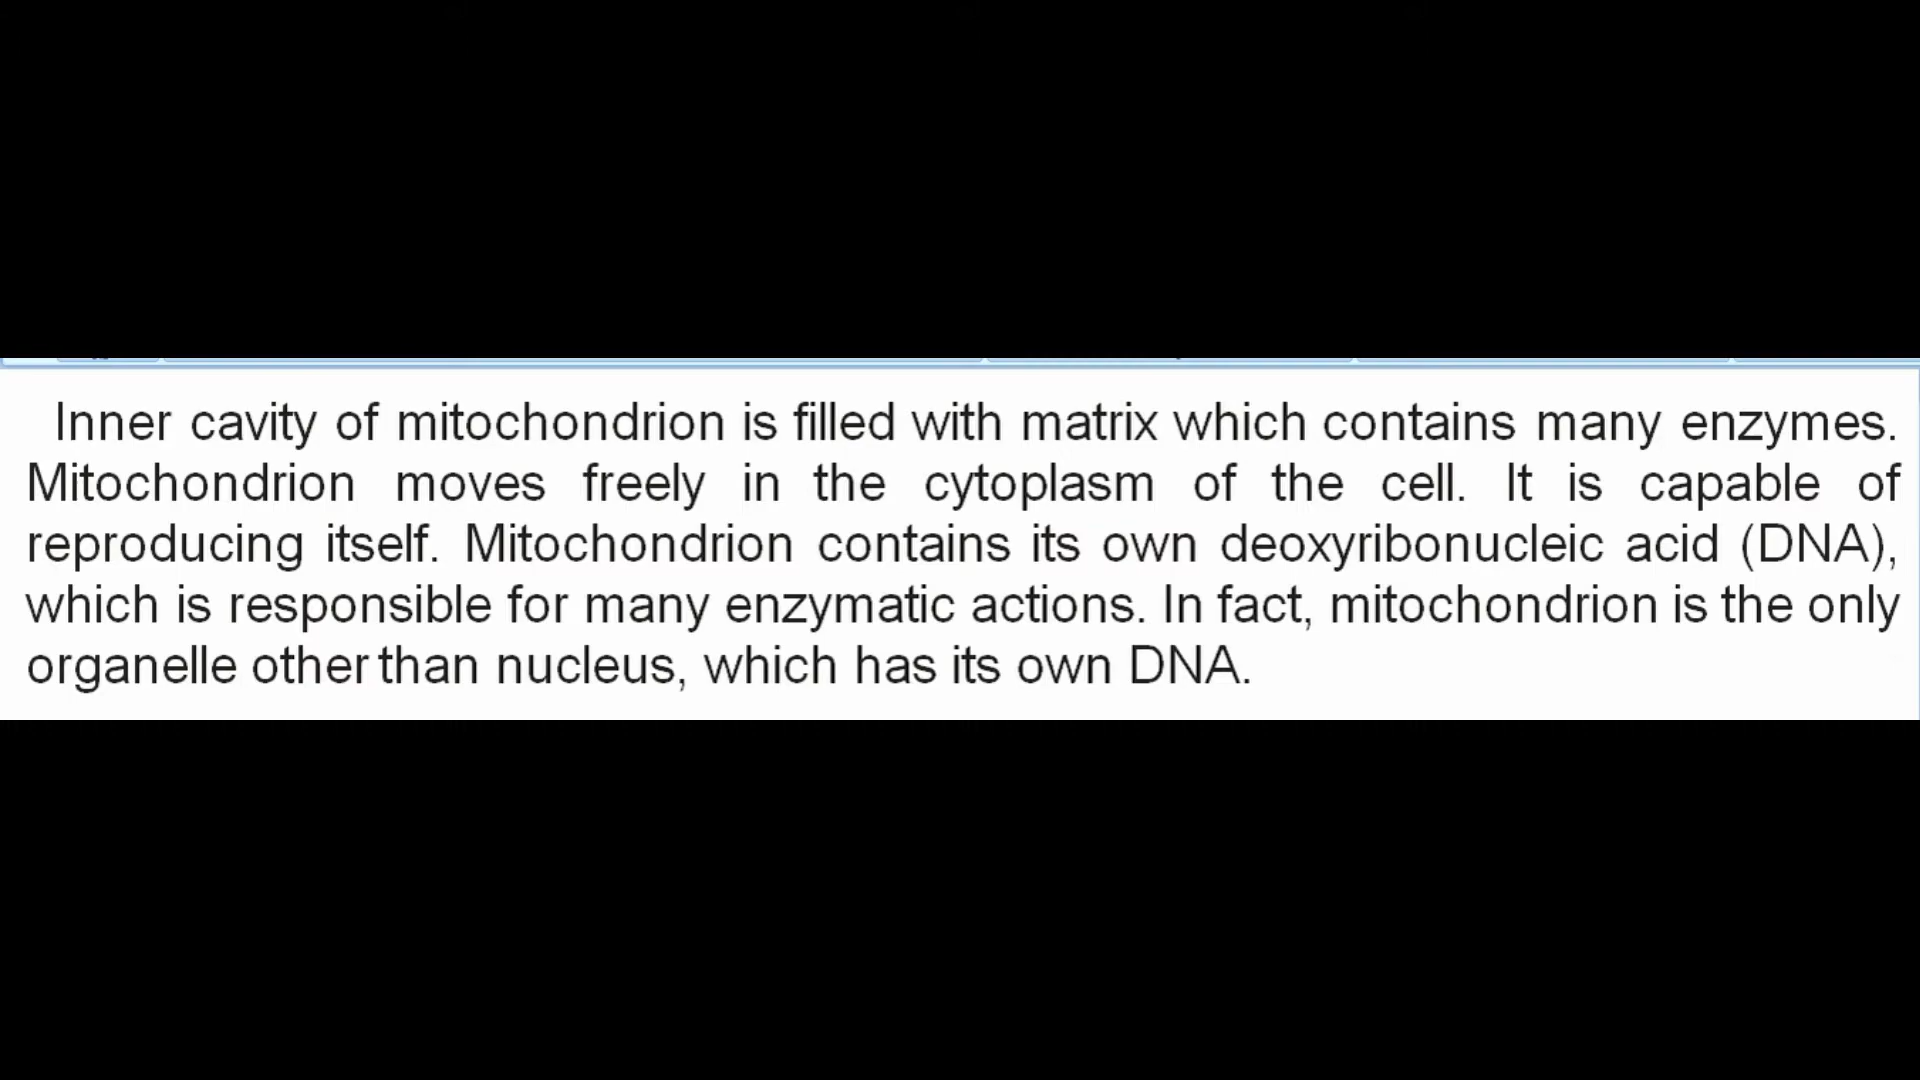 Inner cavity of mitochondrion is filled with matrix which contains many enzymes.
Mitochondrion moves freely in the cytoplasm of the cell. It is capable of
reproducing itself. Mitochondrion contains its own deoxyribonucleic acid (DNA),
which is responsible for many enzymatic actions. In fact, mitochondrion is the only
organelle other than nucleus, which has its own DNA.